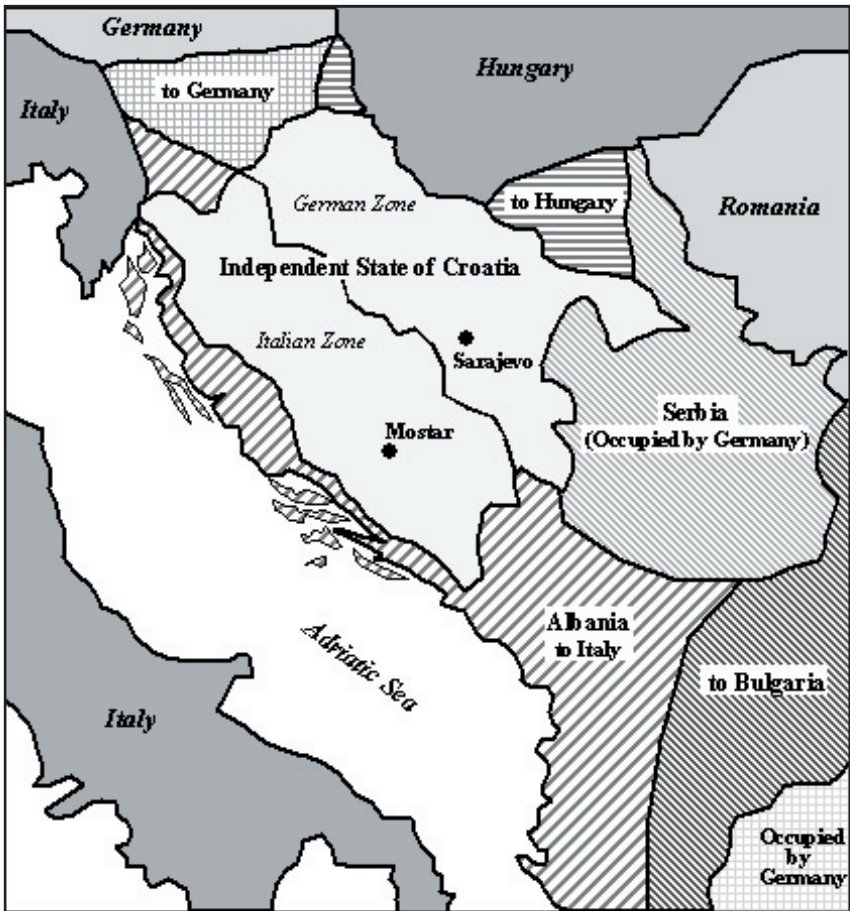 Germany
Hungary
to Germany
Italy
German Zone
to Hungary
Romania
Independent State of Croatia
Italian Zone
Sarajevo
Serbia
(Occupied by Germany)
Mostar
Albania
to Italy
Adriatic Sea
to Bulgaria
Italy
Occupied
by
Germany